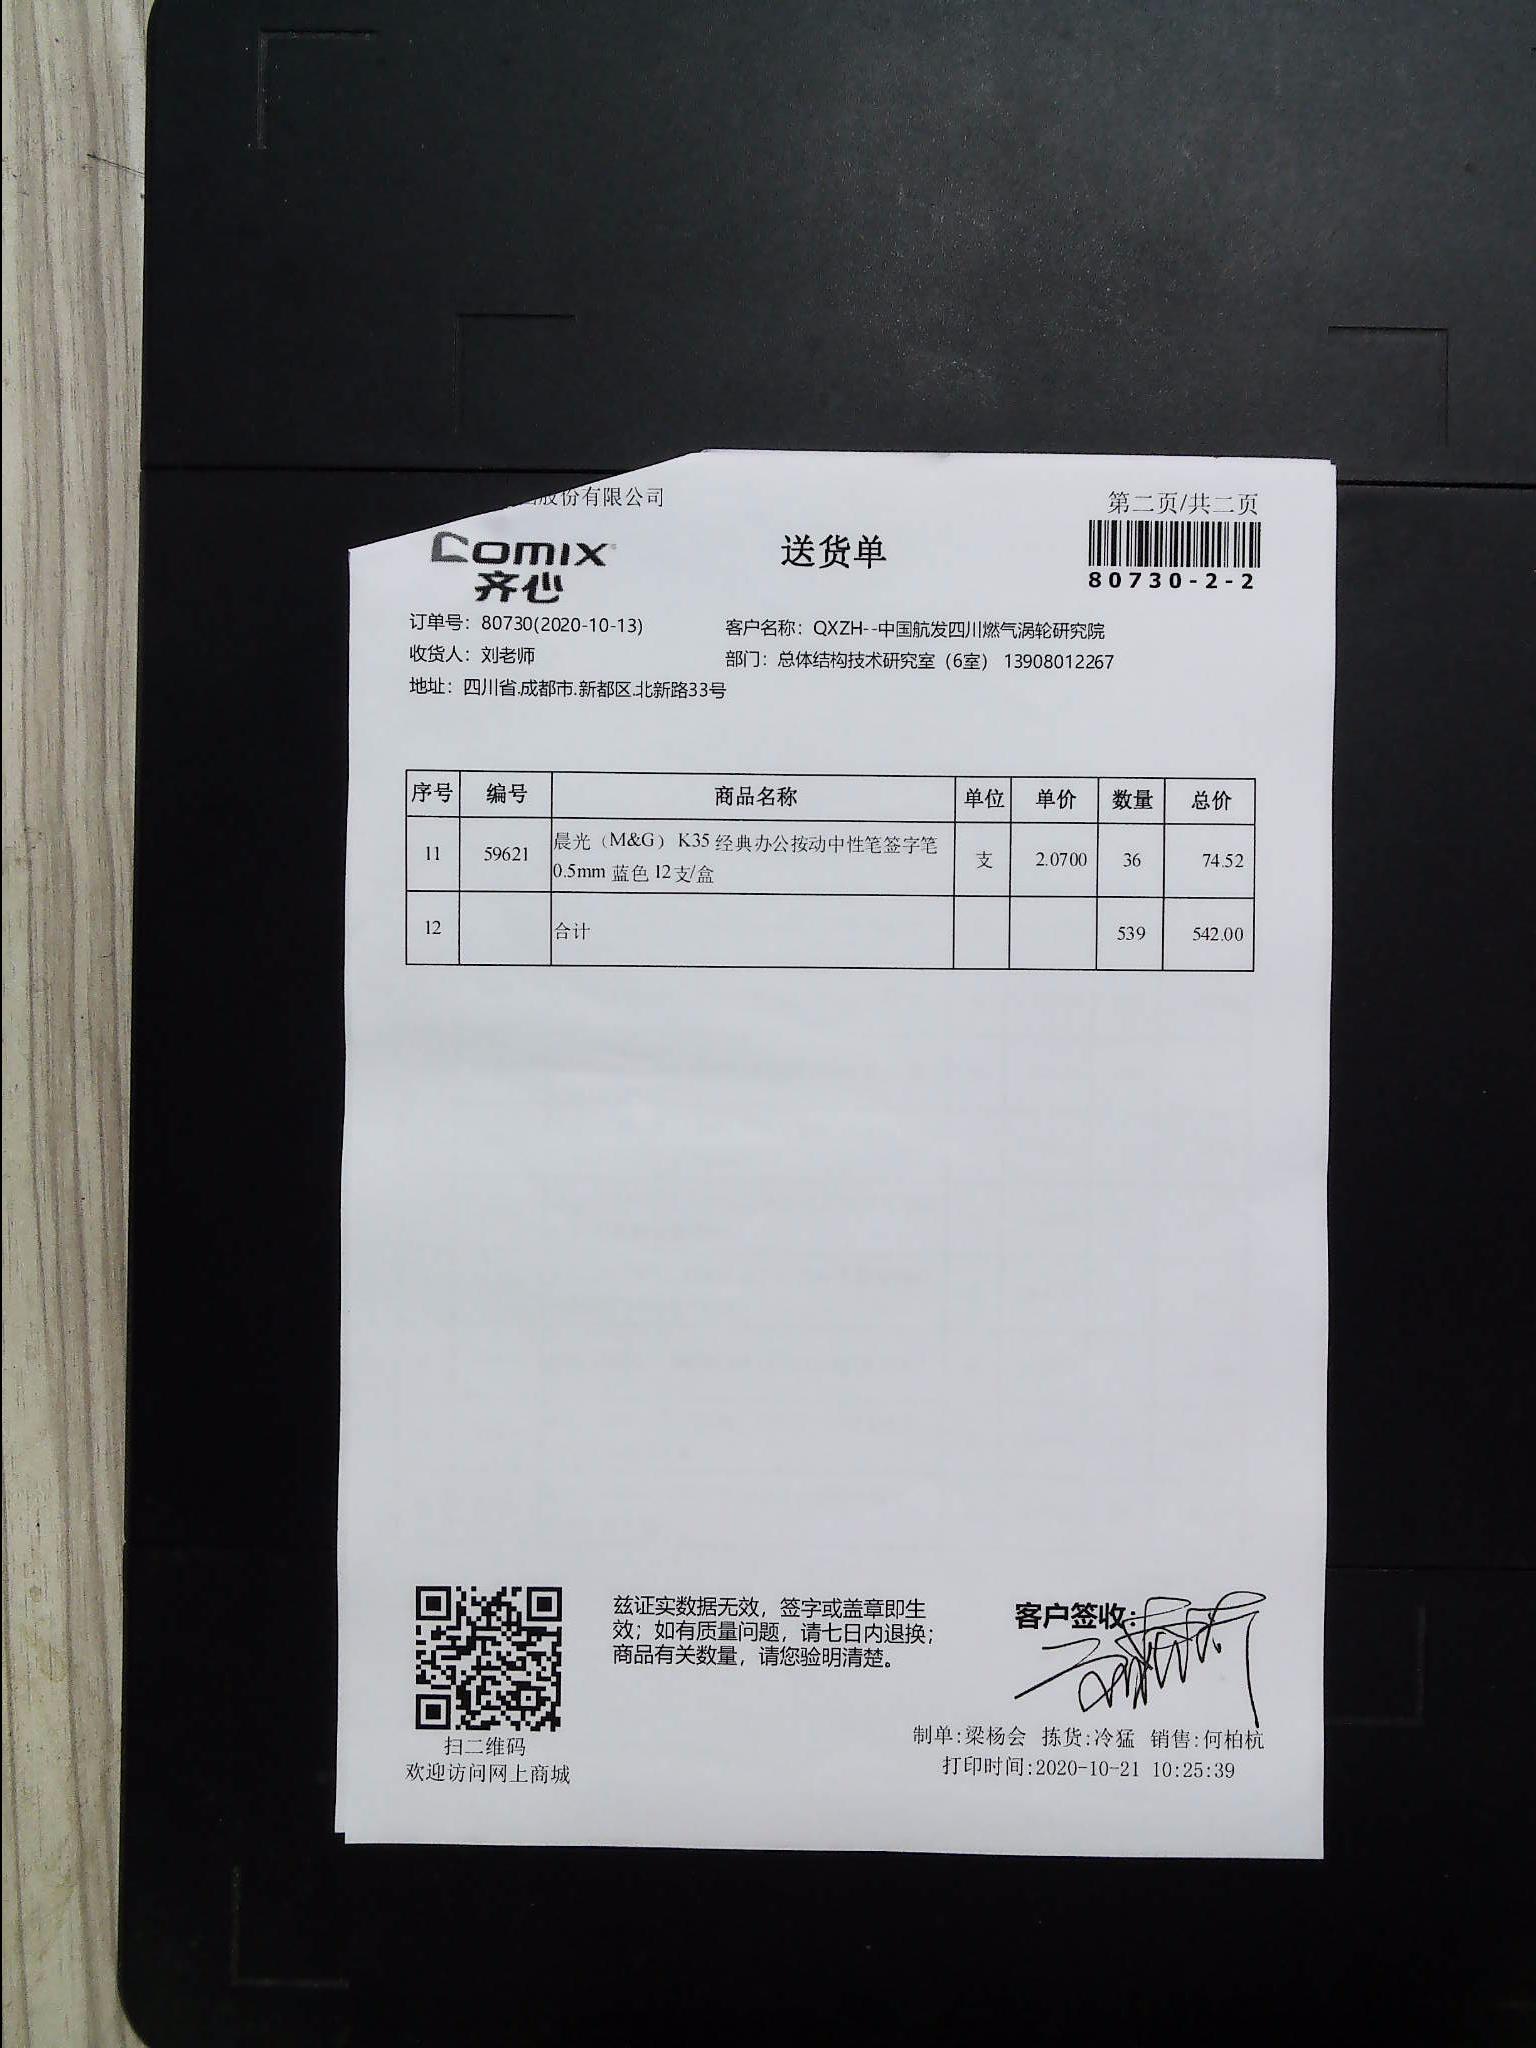 股份有限公司
第二页/共二页
comix
齐心
送货单
80730-2-2
订单号：80730(2020-10-13)
客户名称：QXZH--中国航发四川燃气涡轮研究院
收货人：刘老师
部门：总体结构技术研究室（6室） 13908012267
地址：四川省.成都市.新都区.北新路33号
序号 编号 商品名称 单位 单价 数量 总价
11 59621 晨光（M&G） K35 经典办公按动中性笔签字笔 支 2.0700 36 74.52
0.5mm 蓝色 12支/盒
12 合计 539 542.00
兹证实数据无效，签字或盖章即生
效；如有质量问题，请七日内退换；
商品有关数量，请您验明清楚。
客户签收：
扫二维码
欢迎访问网上商城
制单:梁杨会 拣货:冷猛 销售:何柏杭
打印时间:2020-10-21 10:25:39